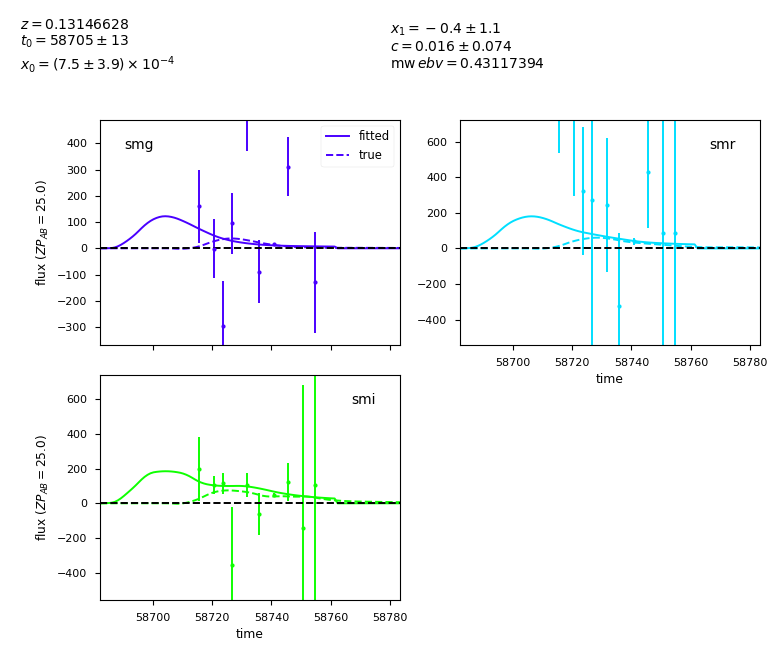 z = 0.13146628
t₀ = 58705 ± 13
x₀ = (7.5 ± 3.9) × 10⁻⁴
x₁ = −0.4 ± 1.1
c = 0.016 ± 0.074
mw ebv = 0.43117394
smg
fitted
true
400
300
200
100
0
−100
−200
−300
flux (ZP_AB = 25.0)
smr
600
400
200
0
−200
−400
58700 58720 58740 58760 58780
time
smi
600
400
200
0
−200
−400
flux (ZP_AB = 25.0)
58700 58720 58740 58760 58780
time